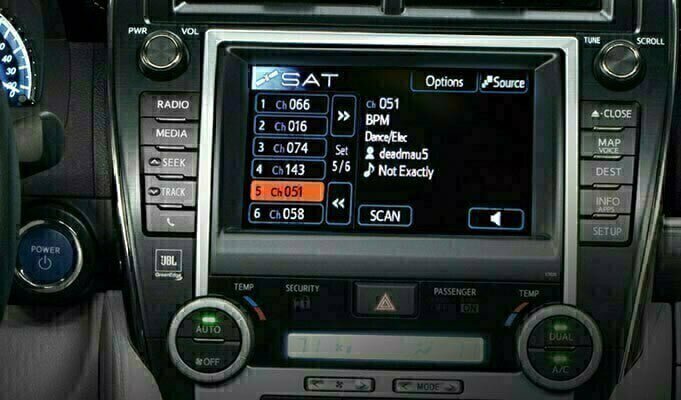 PWR VOL
TUNE SCROLL
SAT
Options
Source
1 Ch 066
2 Ch 016
3 Ch 074
4 Ch 143
5 Ch 051
6 Ch 058
>>
Set
5/6
<<
Ch 051
BPM
Dance/Elec
deadmau5
Not Exactly
SCAN
RADIO
MEDIA
SEEK
TRACK
CLOSE
MAP
VOICE
DEST
INFO
APPS
SETUP
POWER
JBL
GreenEdge
TEMP
SECURITY
PASSENGER
ON
TEMP
AUTO
OFF
DUAL
A/C
< >
< MODE >